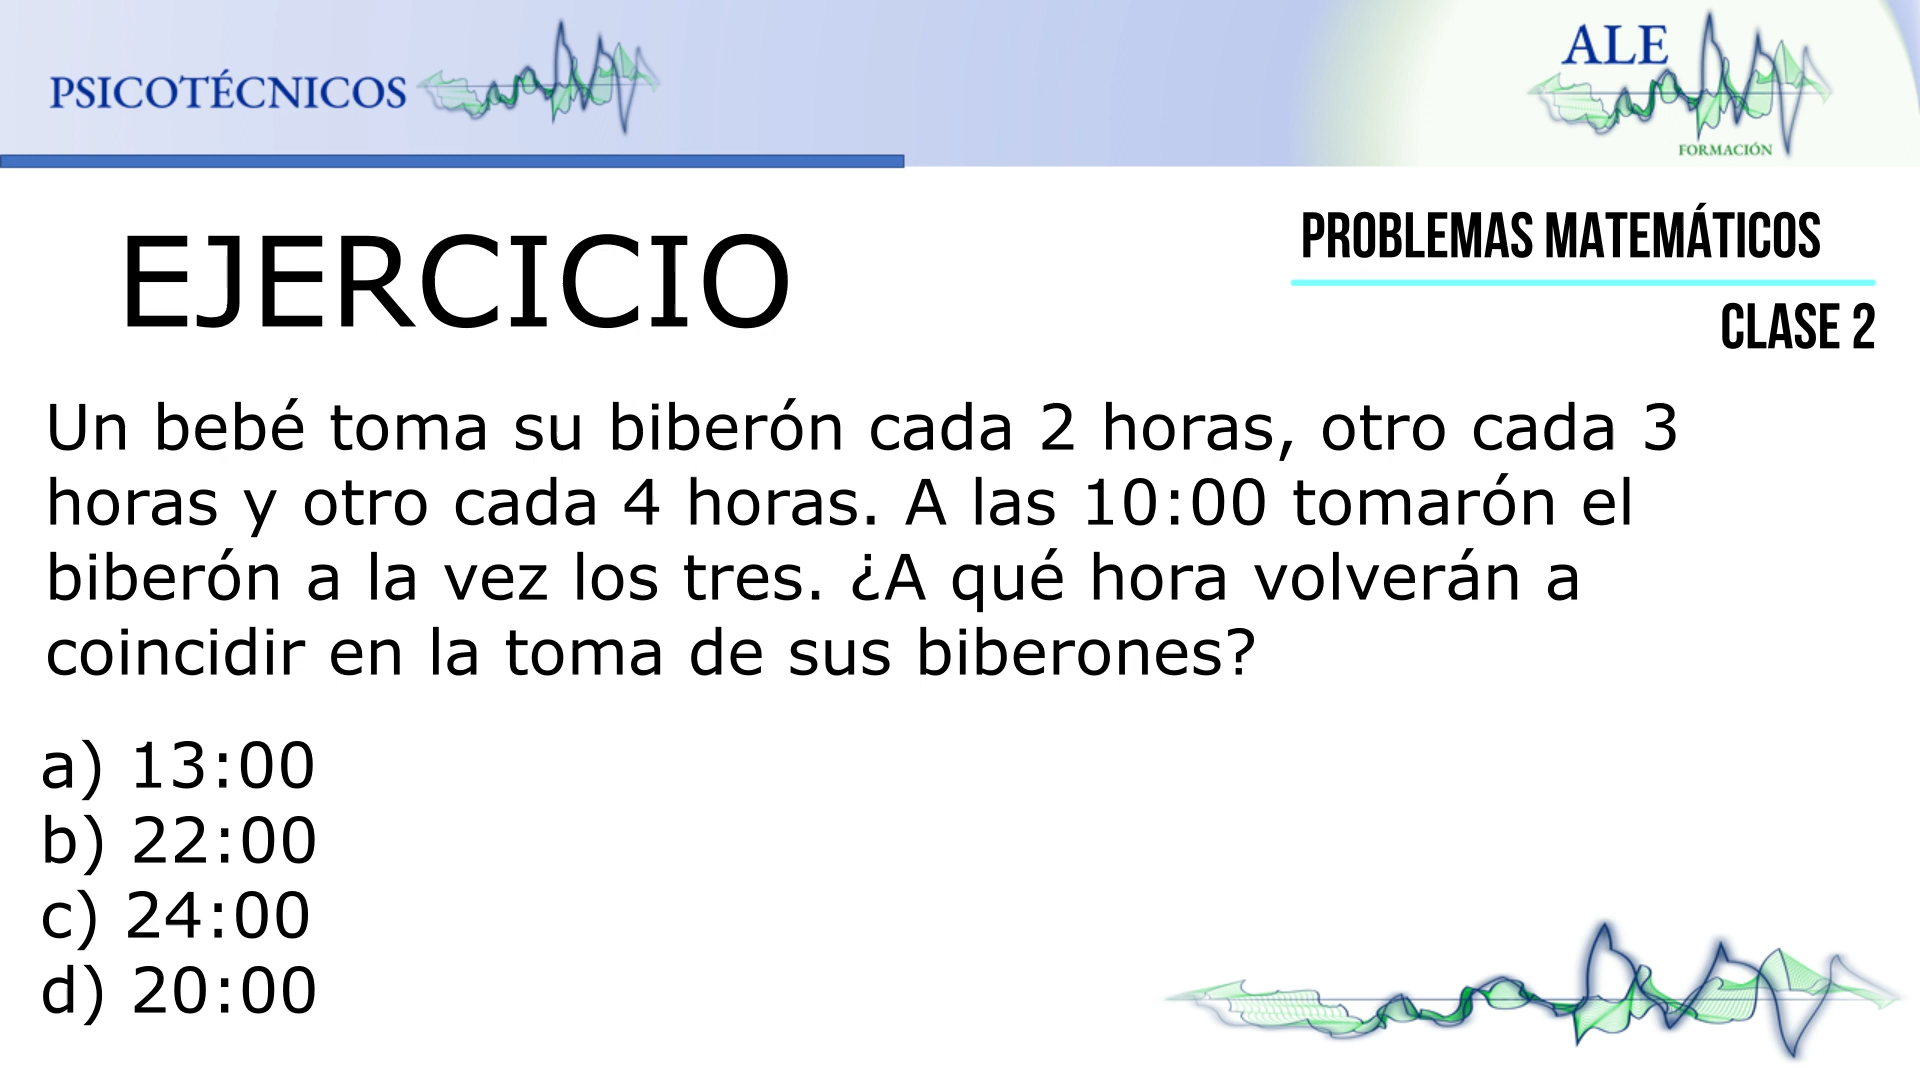 PSICOTÉCNICOS
ALE
FORMACIÓN
PROBLEMAS MATEMÁTICOS
CLASE 2
EJERCICIO
Un bebé toma su biberón cada 2 horas, otro cada 3
horas y otro cada 4 horas. A las 10:00 tomarón el
biberón a la vez los tres. ¿A qué hora volverán a
coincidir en la toma de sus biberones?
a) 13:00
b) 22:00
c) 24:00
d) 20:00